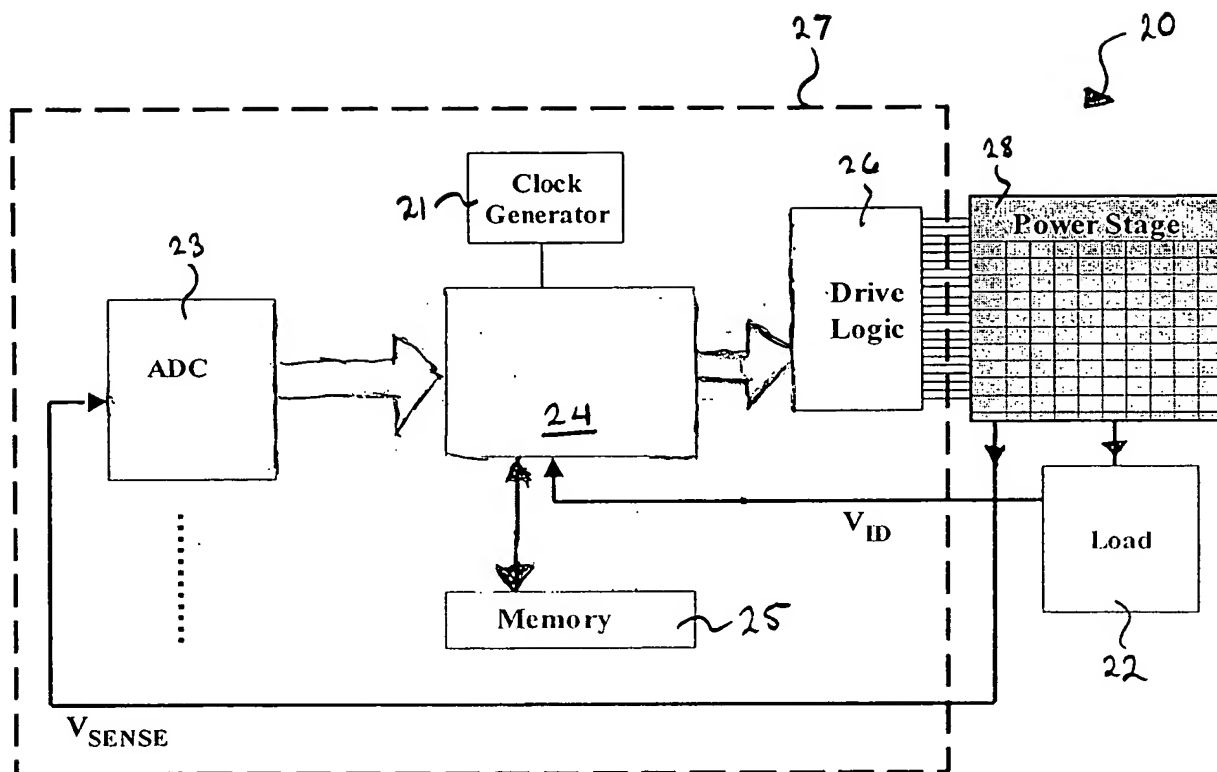 27
20
28
26
Power Stage
21
Clock
Generator
23
ADC
Drive
Logic
24
V_ID
Load
Memory
25
22
V_SENSE